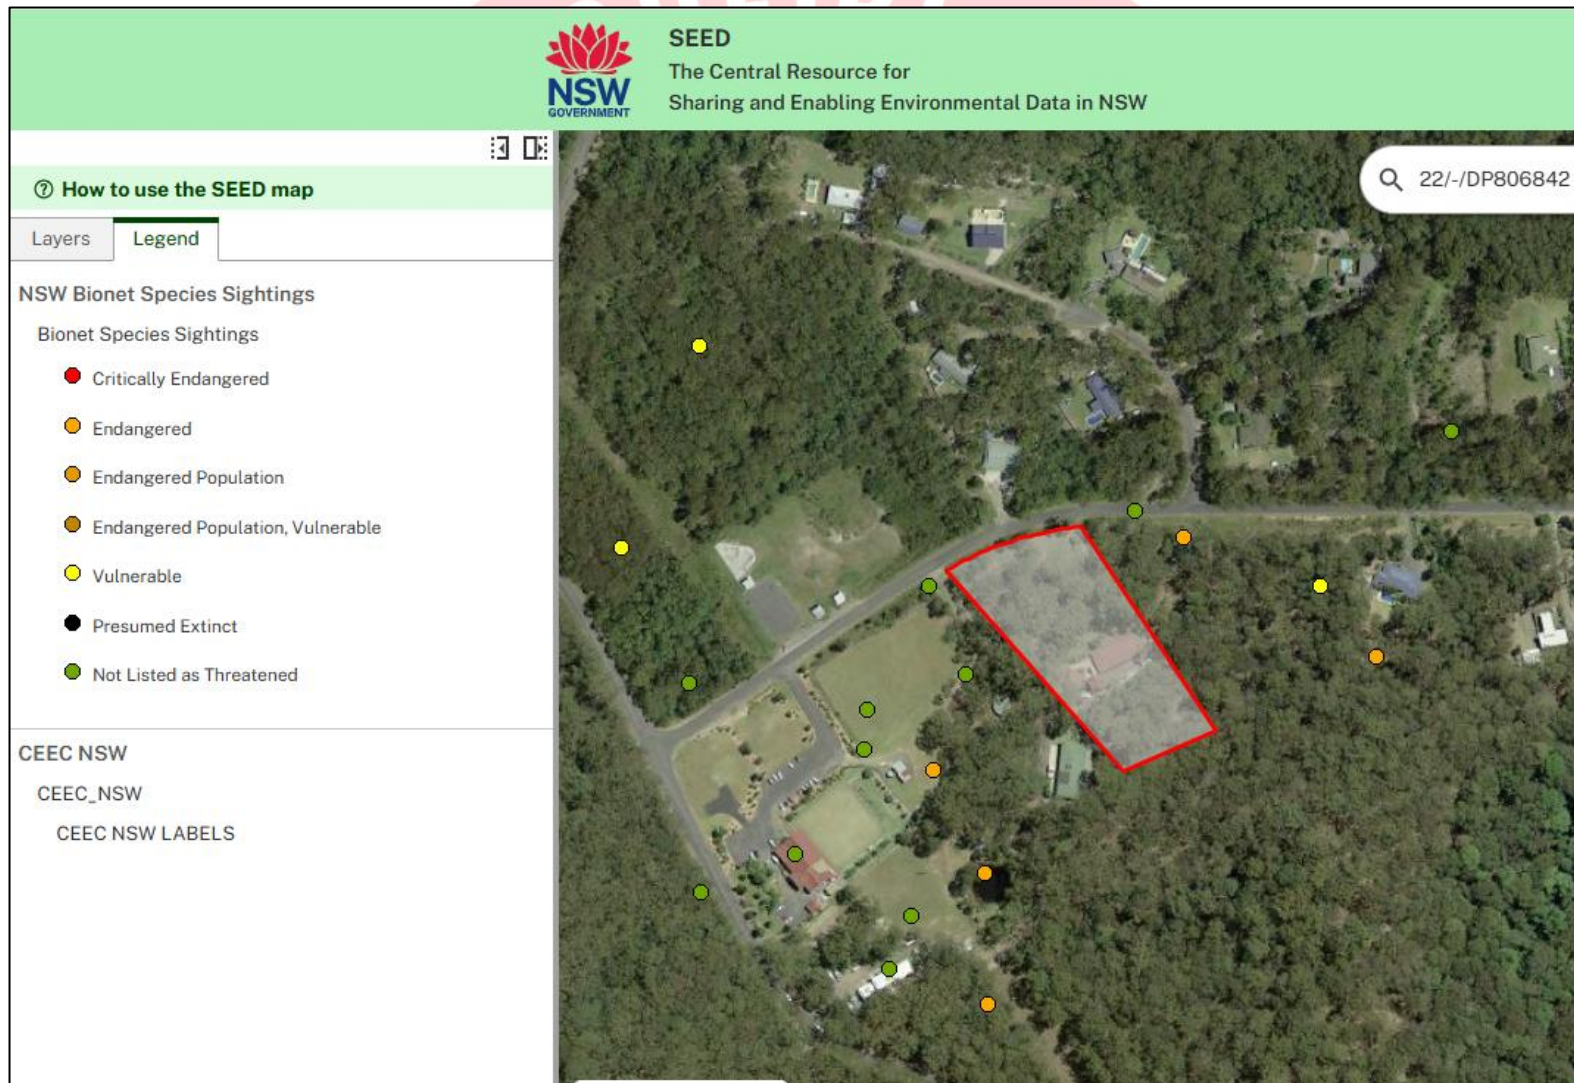 SEED
The Central Resource for
Sharing and Enabling Environmental Data in NSW
NSW
GOVERNMENT
How to use the SEED map
Layers
Legend
22/-/DP806842
NSW Bionet Species Sightings
Bionet Species Sightings
Critically Endangered
Endangered
Endangered Population
Endangered Population, Vulnerable
Vulnerable
Presumed Extinct
Not Listed as Threatened
CEEC NSW
CEEC_NSW
CEEC NSW LABELS